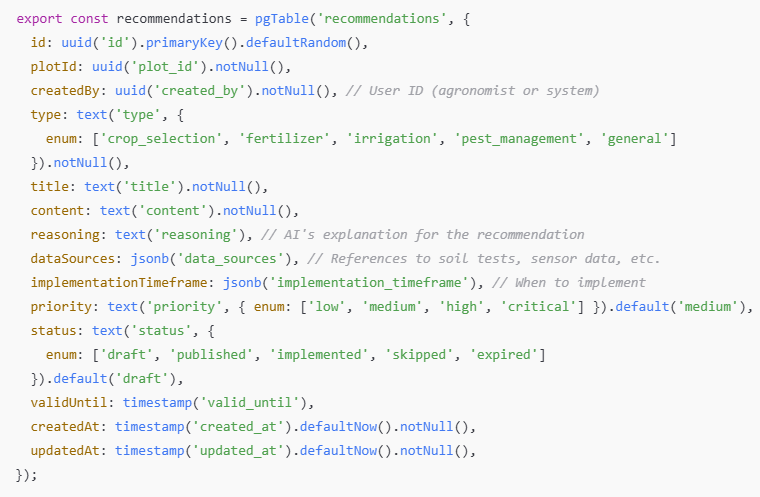 export const recommendations = pgTable('recommendations', {
  id: uuid('id').primaryKey().defaultRandom(),
  plotId: uuid('plot_id').notNull(),
  createdBy: uuid('created_by').notNull(), // User ID (agronomist or system)
  type: text('type', {
    enum: ['crop_selection', 'fertilizer', 'irrigation', 'pest_management', 'general']
  }).notNull(),
  title: text('title').notNull(),
  content: text('content').notNull(),
  reasoning: text('reasoning'), // AI's explanation for the recommendation
  dataSources: jsonb('data_sources'), // References to soil tests, sensor data, etc.
  implementationTimeframe: jsonb('implementation_timeframe'), // When to implement
  priority: text('priority', { enum: ['low', 'medium', 'high', 'critical'] }).default('medium'),
  status: text('status', {
    enum: ['draft', 'published', 'implemented', 'skipped', 'expired']
  }).default('draft'),
  validUntil: timestamp('valid_until'),
  createdAt: timestamp('created_at').defaultNow().notNull(),
  updatedAt: timestamp('updated_at').defaultNow().notNull(),
});